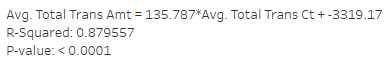 Avg. Total Trans Amt = 135.787*Avg. Total Trans Ct + -3319.17
R-Squared: 0.879557
P-value: < 0.0001